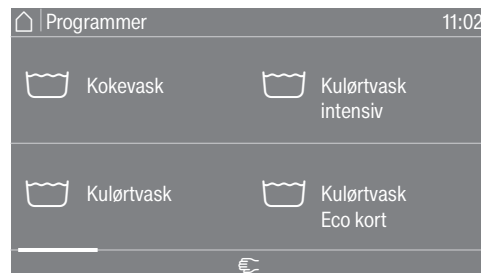 Programmer
11:02
Kokevask
Kulørtvask
intensiv
Kulørtvask
Kulørtvask
Eco kort